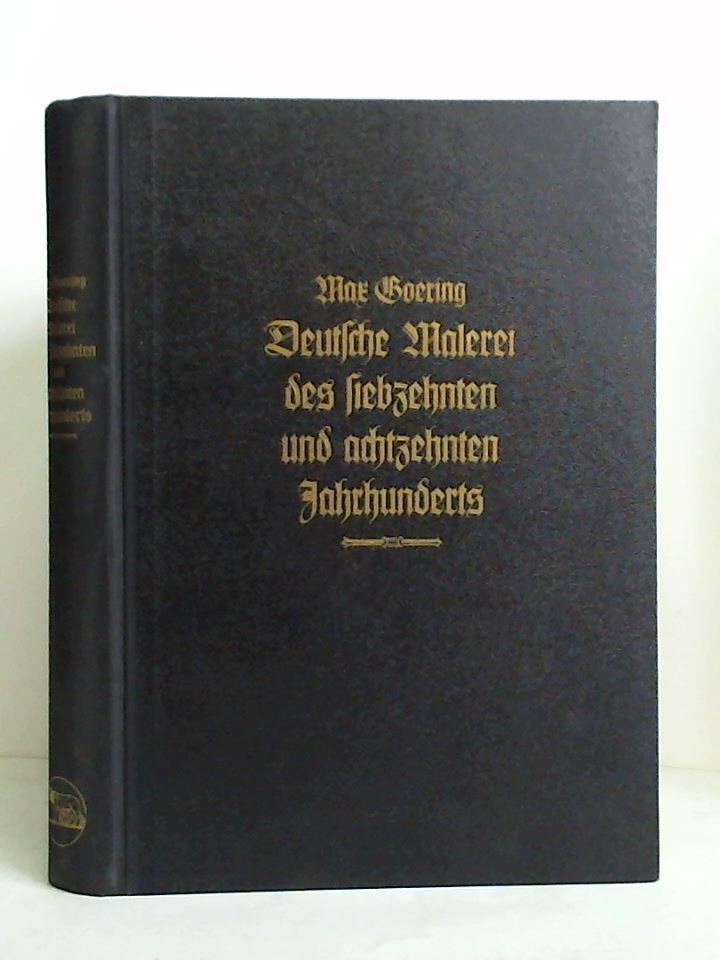 Max Goering
Deutsche Malerei
des siebzehnten
und achtzehnten
Jahrhunderts